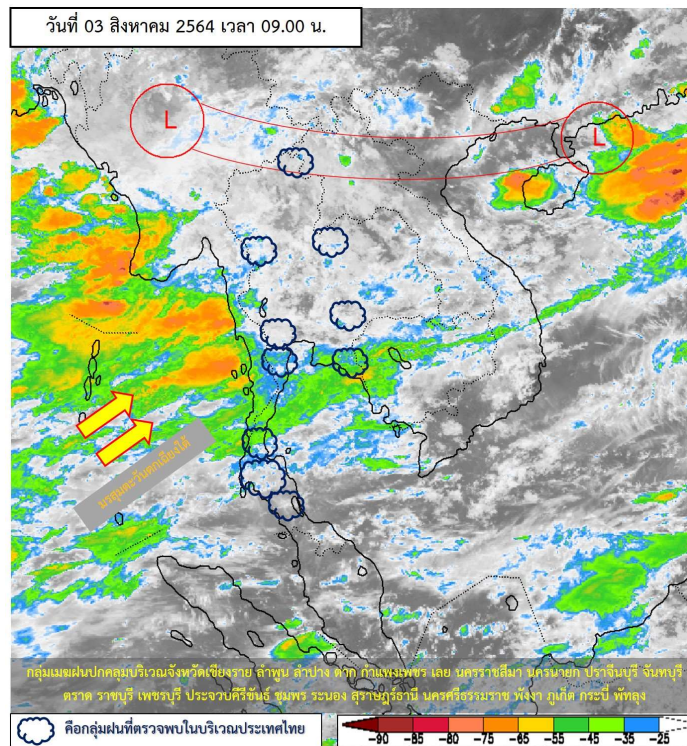 วันที่ 03 สิงหาคม 2564 เวลา 09.00 น.
L
L
มรสุมตะวันตกเฉียงใต้
กลุ่มเมฆฝนปกคลุมบริเวณจังหวัดเชียงราย ลำพูน ลำปาง ตาก กำแพงเพชร เลย นครราชสีมา นครนายก ปราจีนบุรี จันทบุรี
ตราด ราชบุรี เพชรบุรี ประจวบคีรีขันธ์ ชุมพร ระนอง สุราษฎร์ธานี นครศรีธรรมราช พังงา ภูเก็ต กระบี่ พัทลุง
คือกลุ่มฝนที่ตรวจพบในบริเวณประเทศไทย
-90 -85 -80 -75 -65 -55 -45 -35 -25